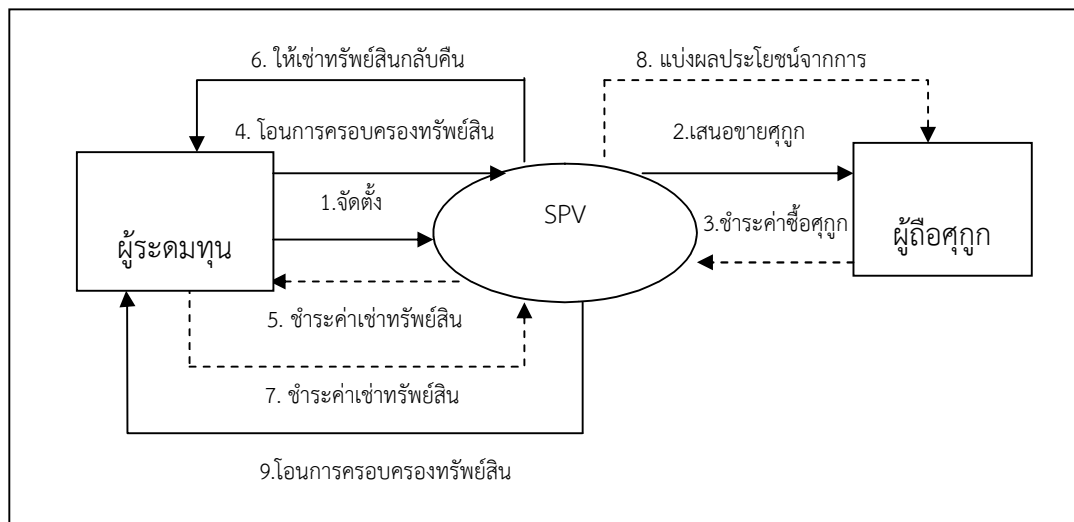 6. ให้เช่าทรัพย์สินกลับคืน
8. แบ่งผลประโยชน์จากการ
4. โอนการครอบครองทรัพย์สิน
2.เสนอขายศุกูก
1.จัดตั้ง
SPV
3.ชำระค่าซื้อศุกูก
ผู้ระดมทุน
ผู้ถือศุกูก
5. ชำระค่าเช่าทรัพย์สิน
7. ชำระค่าเช่าทรัพย์สิน
9.โอนการครอบครองทรัพย์สิน